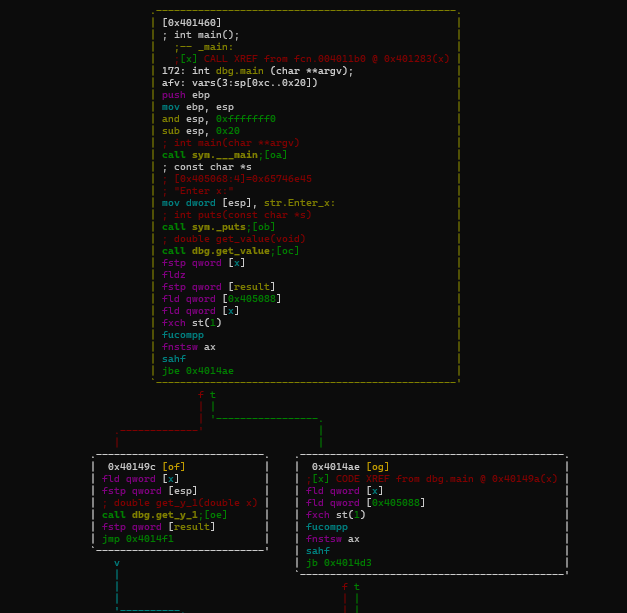 [0x401460]
; int main();
;-- _main:
;[x] CALL XREF from fcn.004011b0 @ 0x401283(x)
172: int dbg.main (char **argv);
afv: vars(3:sp[0xc..0x20])
push ebp
mov ebp, esp
and esp, 0xfffffff0
sub esp, 0x20
; int main(char **argv)
call sym.___main;[oa]
; const char *s
; [0x405060:4]=0x65746e45
; "Enter x:"
mov dword [esp], str.Enter_x:
; int puts(const char *s)
call sym._puts;[ob]
; double get_value(void)
call dbg.get_value;[oc]
fstp qword [x]
fldz
fstp qword [result]
fld qword [0x405088]
fld qword [x]
fxch st(1)
fucompp
fnstsw ax
sahf
jbe 0x4014ae
f t
0x40149c [of]
fld qword [x]
fstp qword [esp]
; double get_y_1(double x)
call dbg.get_y_1;[oe]
fstp qword [result]
jmp 0x4014f1
v
0x4014ae [og]
;[x] CODE XREF from dbg.main @ 0x40149a(x)
fld qword [x]
fld qword [0x405088]
fxch st(1)
fucompp
fnstsw ax
sahf
jb 0x4014d3
f t